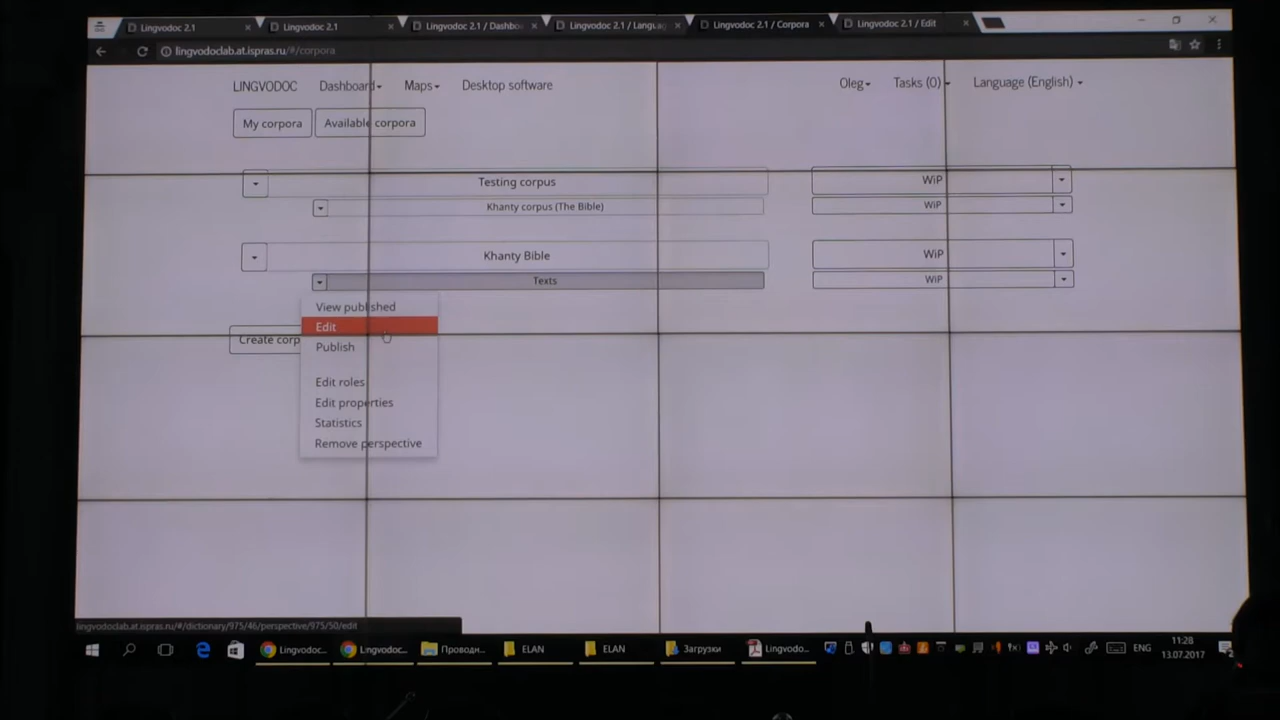 Lingvodoc 2.1
Lingvodoc 2.1
Lingvodoc 2.1 / Dashbo
Lingvodoc 2.1 / Langu
Lingvodoc 2.1 / Corpora
Lingvodoc 2.1 / Edit
lingvodoclab.at.ispras.ru/#/corpora
LINGVODOC Dashboard Maps Desktop software Oleg Tasks (0) Language (English)
My corpora Available corpora
Testing corpus WiP
Khanty corpus (The Bible) WiP
Khanty Bible WiP
Texts WiP
View published
Edit
Create corp
Publish
Edit roles
Edit properties
Statistics
Remove perspective
lingvodoclab.at.ispras.ru/#/dictionary/975/46/perspective/975/50/edit
Lingvodoc... Lingvodoc... Проводн... ELAN ELAN Загрузки Lingvodo... ENG
11:28
13.07.2017